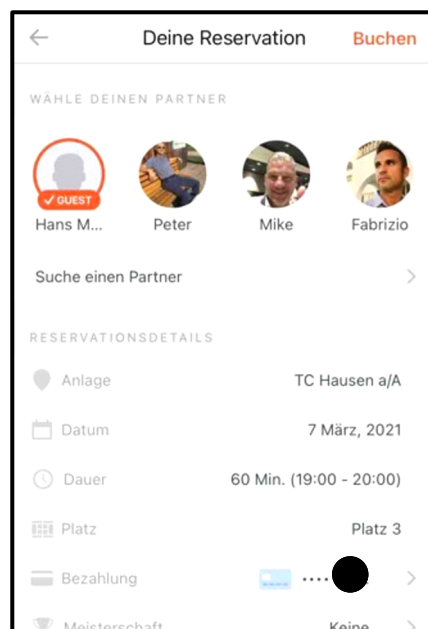 Deine Reservation Buchen
WÄHLE DEINEN PARTNER
✓ GUEST
Hans M... Peter Mike Fabrizio
Suche einen Partner
RESERVATIONSDETAILS
Anlage TC Hausen a/A
Datum 7 März, 2021
Dauer 60 Min. (19:00 - 20:00)
Platz Platz 3
Bezahlung ....
Meisterschaft Keine